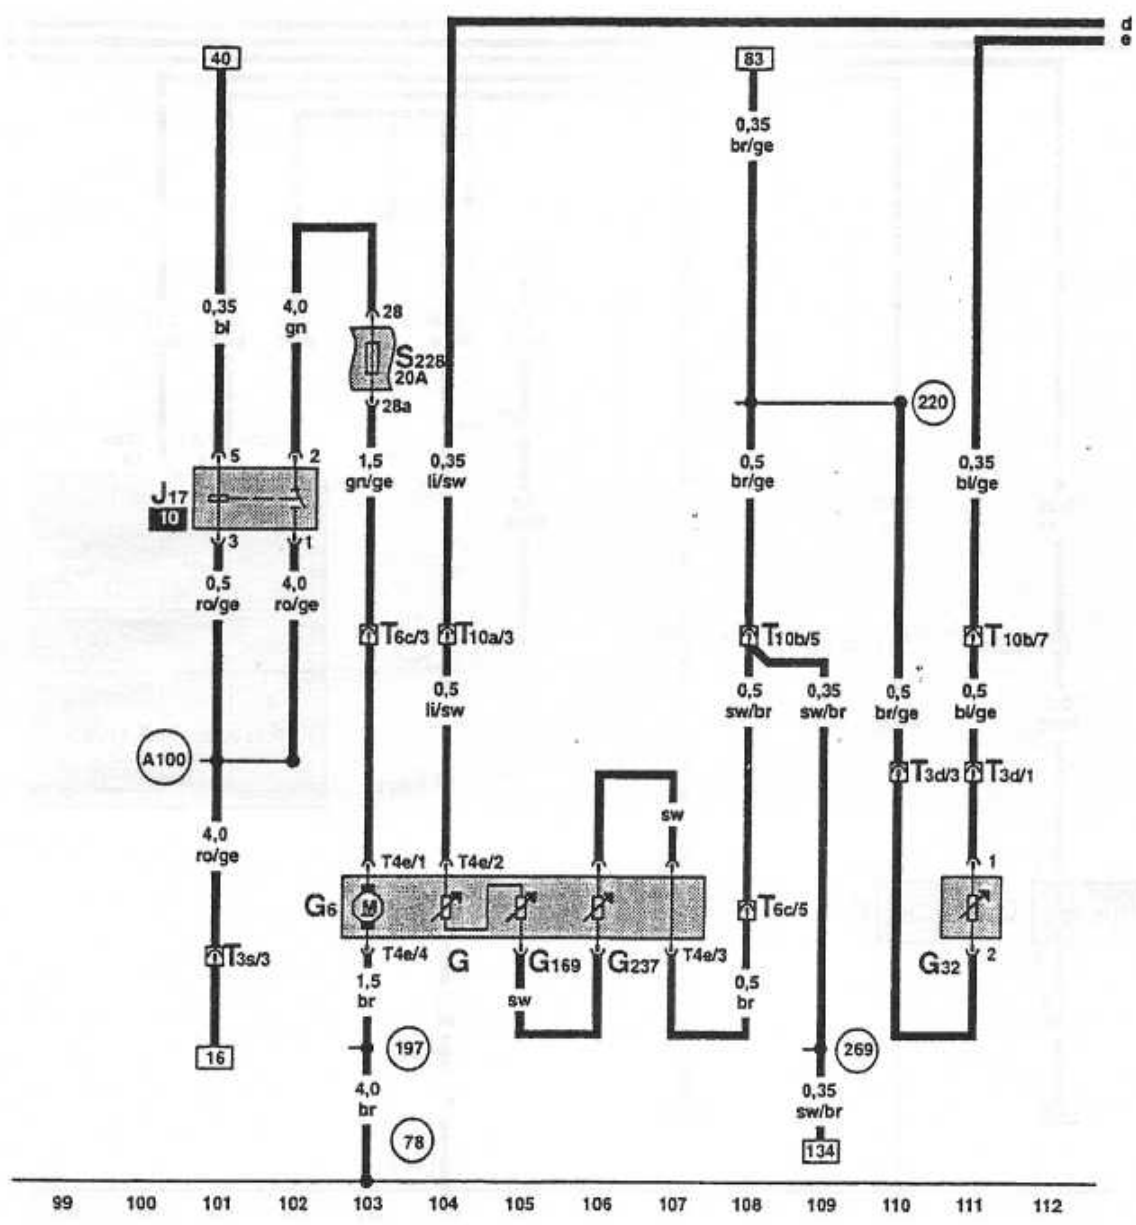 d
e
40
83
0,35
br/ge
0,35
bl
4,0
gn
28
S228
20A
28a
220
5
2
1,5
gn/ge
0,35
li/sw
0,5
br/ge
0,35
bl/ge
J17
10
3
1
0,5
ro/ge
4,0
ro/ge
T6c/3
T10a/3
T10b/5
T10b/7
0,5
li/sw
0,5
sw/br
0,35
sw/br
0,5
br/ge
0,5
bl/ge
A100
T3d/3
T3d/1
sw
4,0
ro/ge
T4e/1
T4e/2
1
G6
M
T6c/5
T3s/3
T4e/4
G
G169
G237
T4e/3
G32
2
1,5
br
sw
0,5
br
16
197
269
4,0
br
0,35
sw/br
78
134
99 100 101 102 103 104 105 106 107 108 109 110 111 112